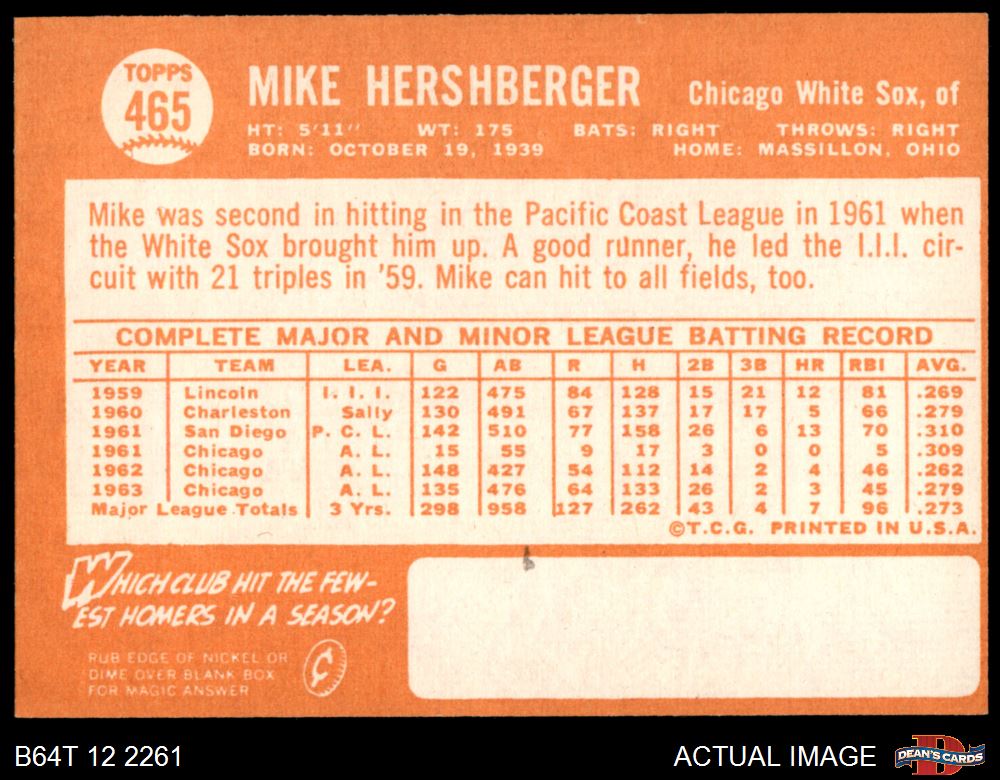 TOPPS
465
MIKE HERSHBERGER
Chicago White Sox, of
HT: 5'11" WT: 175 BATS: RIGHT THROWS: RIGHT
BORN: OCTOBER 19, 1939 HOME: MASSILLON, OHIO
Mike was second in hitting in the Pacific Coast League in 1961 when
the White Sox brought him up. A good runner, he led the I.I.I. cir-
cuit with 21 triples in '59. Mike can hit to all fields, too.
COMPLETE MAJOR AND MINOR LEAGUE BATTING RECORD
YEAR TEAM LEA. G AB R H 2B 3B HR RBI AVG.
1959 Lincoln I. I. I. 122 475 84 128 15 21 12 81 .269
1960 Charleston Sally 130 491 67 137 17 17 5 66 .279
1961 San Diego P. C. L. 142 510 77 158 26 6 13 70 .310
1961 Chicago A. L. 15 55 9 17 3 0 0 5 .309
1962 Chicago A. L. 148 427 54 112 14 2 4 46 .262
1963 Chicago A. L. 135 476 64 133 26 2 3 45 .279
Major League Totals 3 Yrs. 298 958 127 262 43 4 7 96 .273
©T.C.G. PRINTED IN U.S.A.
WHICH CLUB HIT THE FEW-
EST HOMERS IN A SEASON?
RUB EDGE OF NICKEL OR
DIME OVER BLANK BOX
FOR MAGIC ANSWER
¢
B64T 12 2261
ACTUAL IMAGE
DEAN'S CARDS